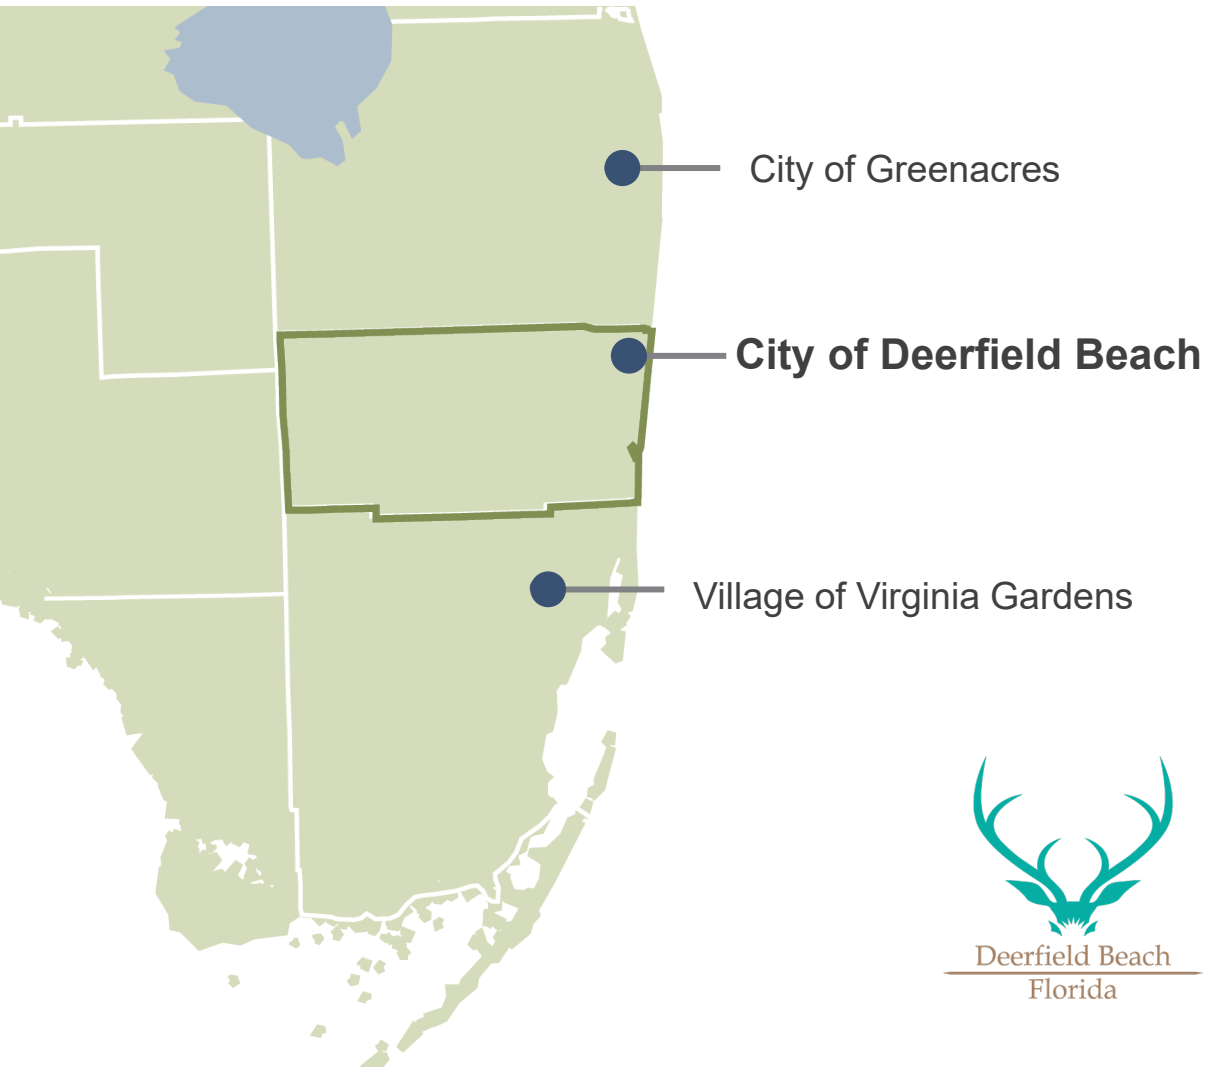 City of Greenacres
City of Deerfield Beach
Village of Virginia Gardens
Deerfield Beach
Florida